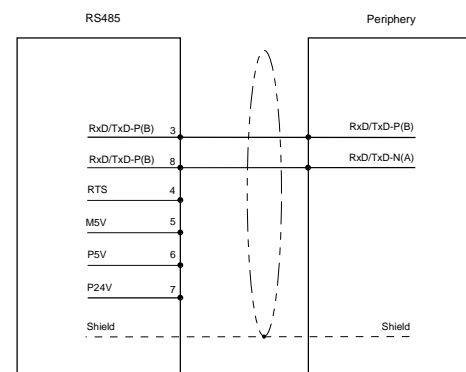 RS485 Periphery
RxD/TxD-P(B) 3 RxD/TxD-P(B)
RxD/TxD-P(B) 8 RxD/TxD-N(A)
RTS 4
M5V 5
P5V 6
P24V 7
Shield Shield